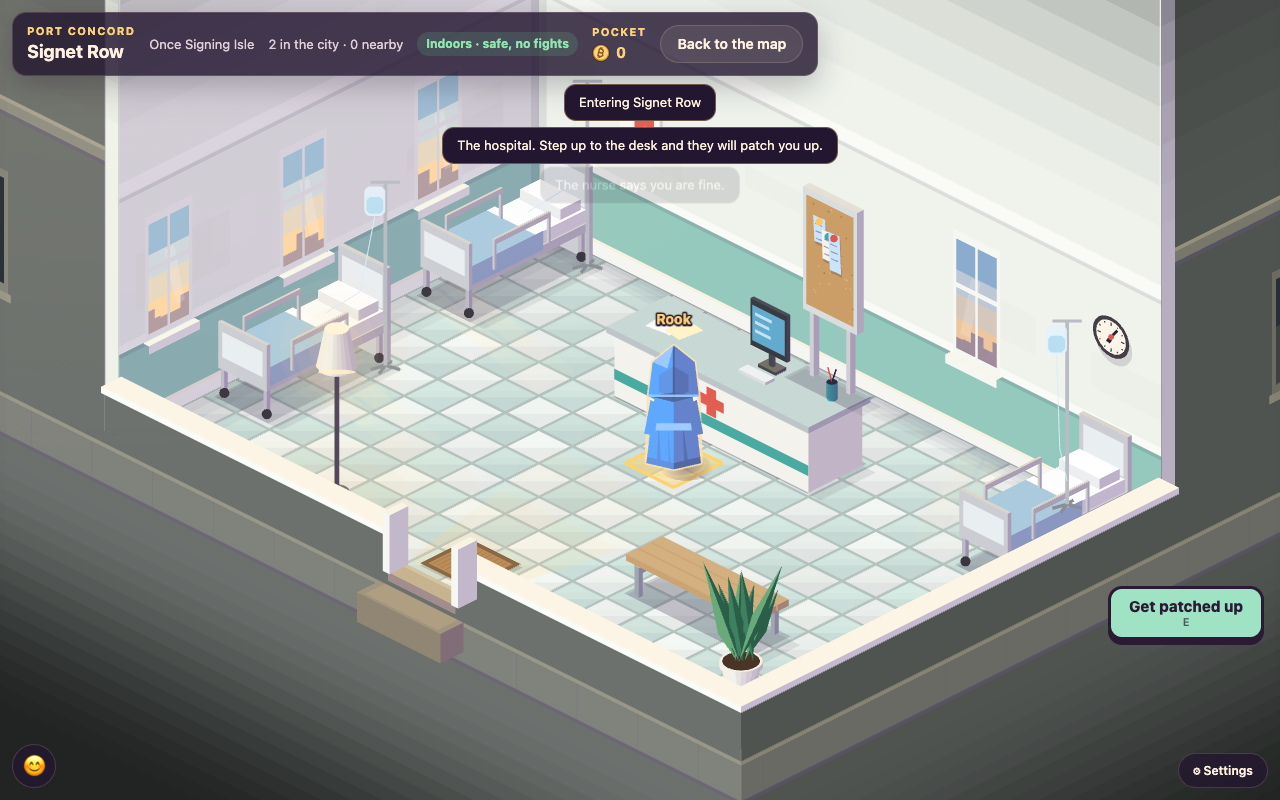 PORT CONCORD
Signet Row
Once Signing Isle
2 in the city · 0 nearby
Indoors · safe, no fights
POCKET
0
Back to the map
Entering Signet Row
The hospital. Step up to the desk and they will patch you up.
The nurse says you are fine.
Rook
Get patched up
E
Settings